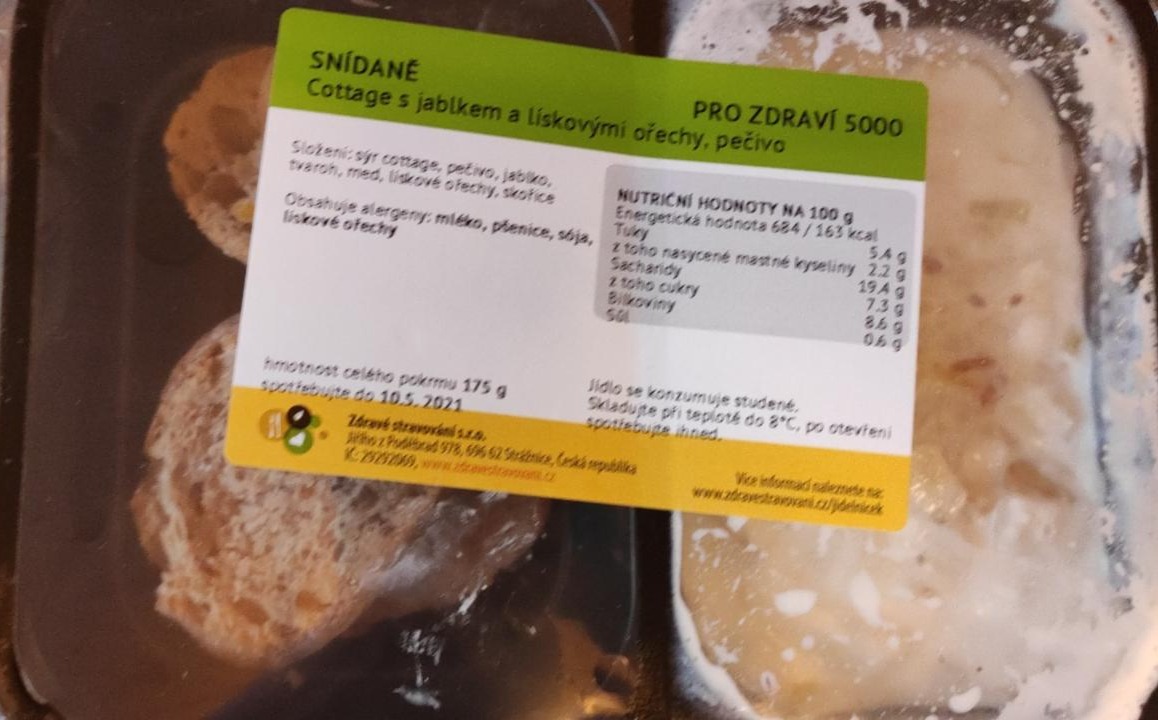 SNÍDANĚ
PRO ZDRAVÍ 5000
Cottage s jablkem a lískovými ořechy, pečivo
Složení: sýr cottage, pečivo, jablko,
tvaroh, med, lískové ořechy, skořice
Obsahuje alergeny: mléko, pšenice, sója,
lískové ořechy
NUTRIČNÍ HODNOTY NA 100 g
Energetická hodnota 684 / 163 kcal
Tuky 5.4 g
z toho nasycené mastné kyseliny 2.2 g
Sacharidy 19.4 g
z toho cukry 7.3 g
Bílkoviny 8.6 g
Sůl 0.6 g
hmotnost celého pokrmu 175 g
spotřebujte do 10.5. 2021
Jídlo se konzumuje studené.
Skladujte při teplotě do 8°C, po otevření
spotřebujte ihned.
Zdravé stravování s.r.o.
Jiřího z Poděbrad 978, 696 62 Strážnice, Česká republika
IČ: 29292069, www.zdravestravovani.cz
Více informací naleznete na:
www.zdravestravovani.cz/jidelnicek